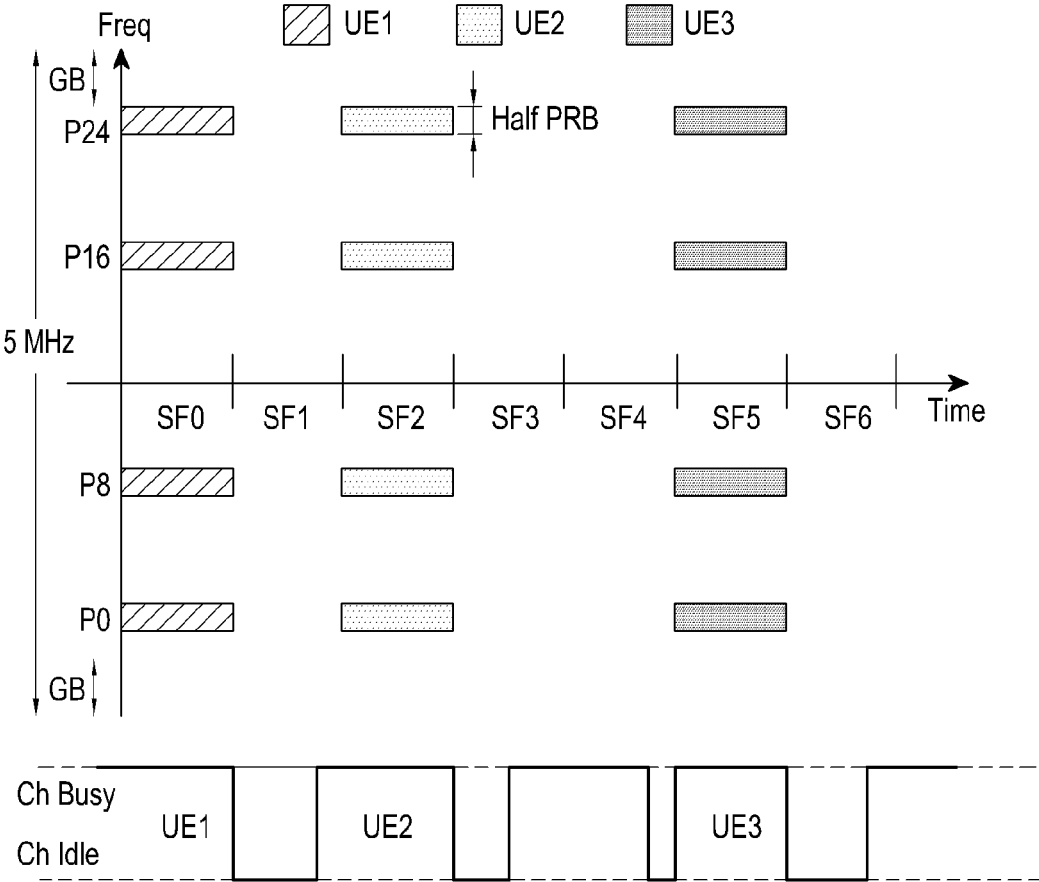 Freq
UE1 UE2 UE3
GB
P24
Half PRB
P16
5 MHz
SF0 SF1 SF2 SF3 SF4 SF5 SF6
Time
P8
P0
GB
Ch Busy
UE1 UE2 UE3
Ch Idle